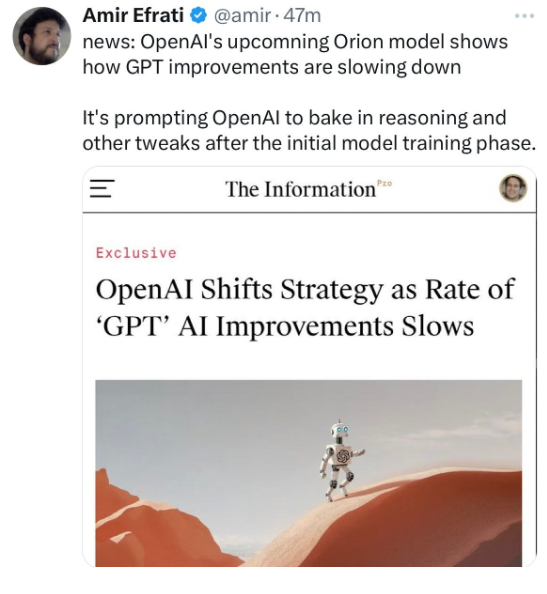 Amir Efrati @amir · 47m
news: OpenAI's upcomning Orion model shows
how GPT improvements are slowing down
It's prompting OpenAI to bake in reasoning and
other tweaks after the initial model training phase.
The Information Pro
Exclusive
OpenAI Shifts Strategy as Rate of
‘GPT’ AI Improvements Slows